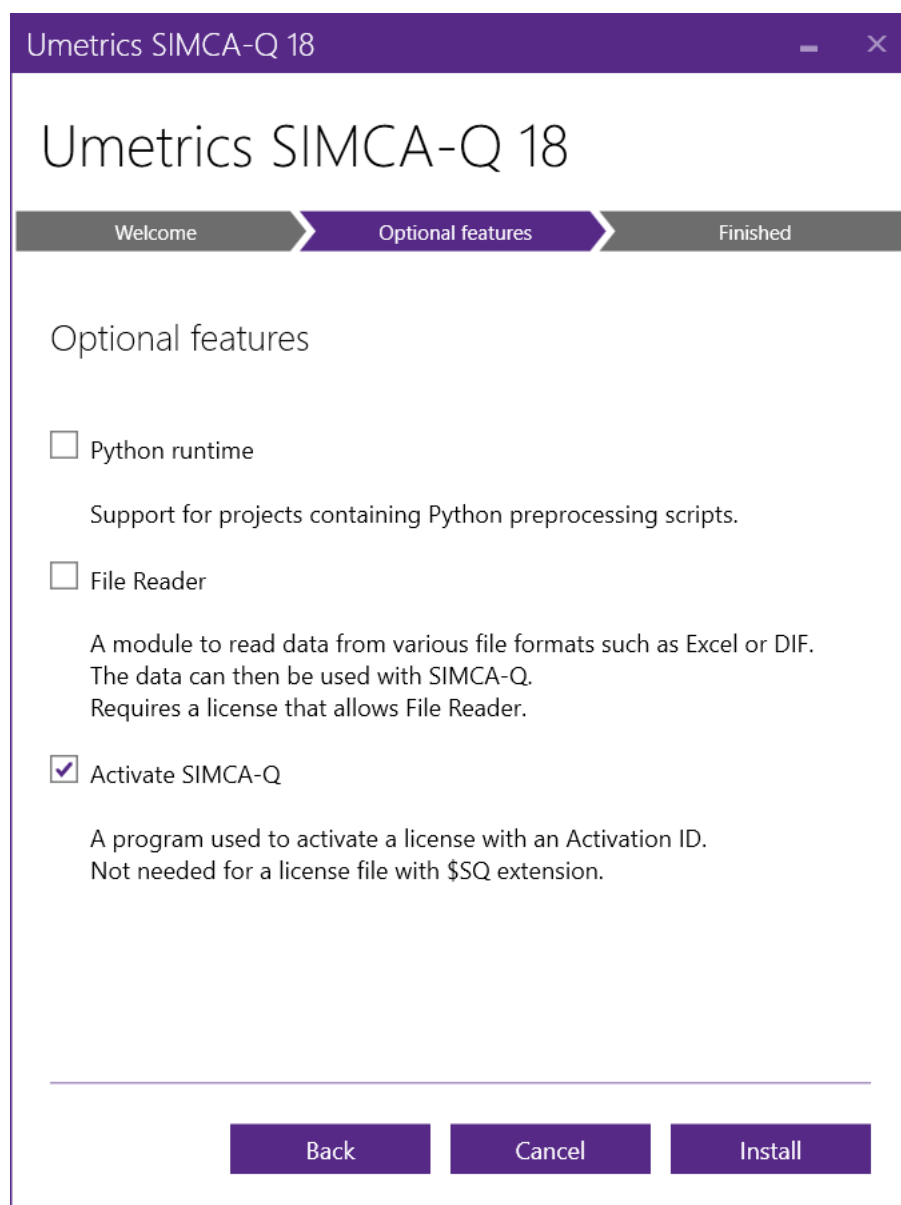 Umetrics SIMCA-Q 18
Umetrics SIMCA-Q 18
Welcome
Optional features
Finished
Optional features
Python runtime
Support for projects containing Python preprocessing scripts.
File Reader
A module to read data from various file formats such as Excel or DIF.
The data can then be used with SIMCA-Q.
Requires a license that allows File Reader.
Activate SIMCA-Q
A program used to activate a license with an Activation ID.
Not needed for a license file with $SQ extension.
Back
Cancel
Install